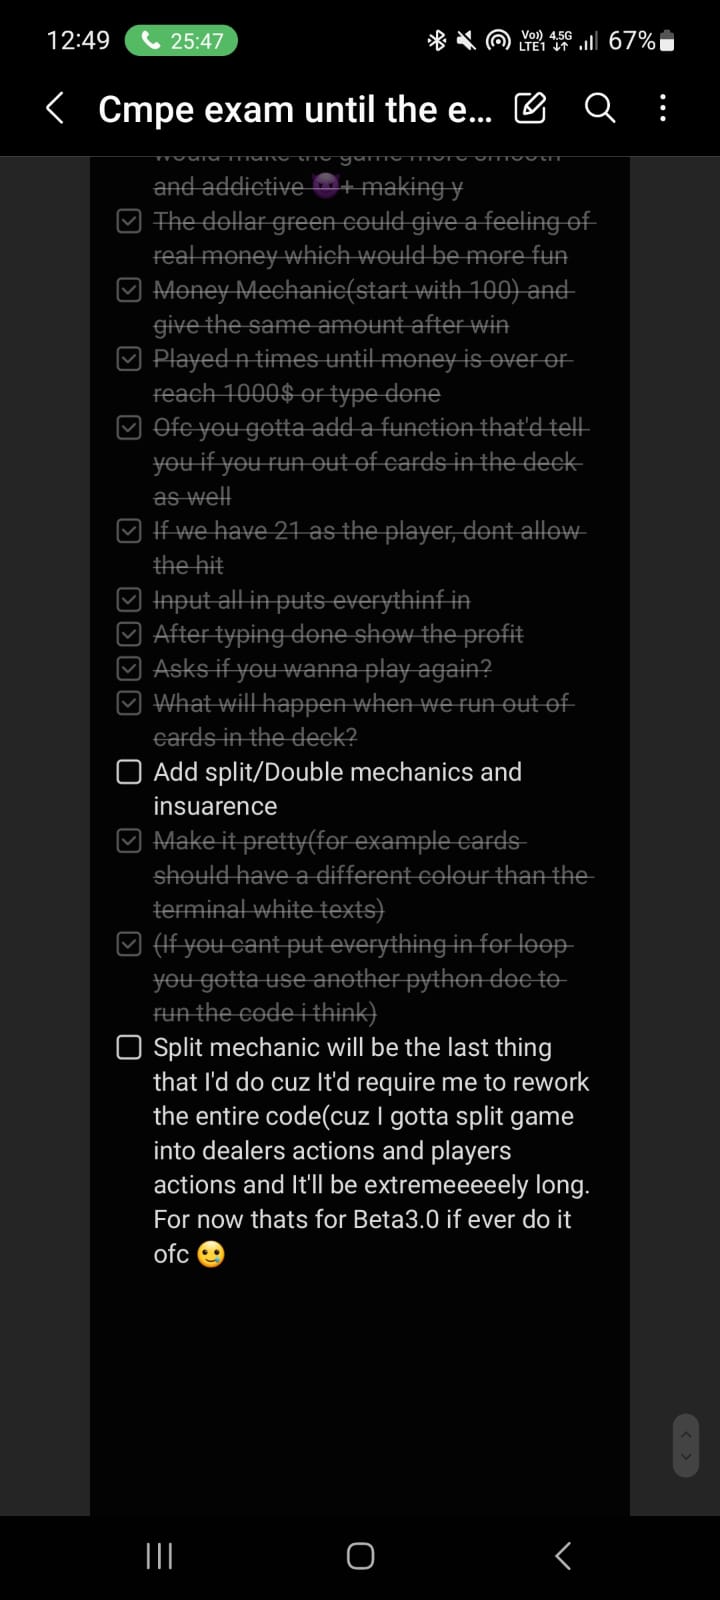 12:49 25:47 Vo)) LTE1 4.5G 67%
Cmpe exam until the e...
would make the game more smooth
and addictive 😈+ making y
The dollar green could give a feeling of
real money which would be more fun
Money Mechanic(start with 100) and
give the same amount after win
Played n times until money is over or
reach 1000$ or type done
Ofc you gotta add a function that'd tell
you if you run out of cards in the deck
as well
If we have 21 as the player, dont allow
the hit
Input all in puts everythinf in
After typing done show the profit
Asks if you wanna play again?
What will happen when we run out of
cards in the deck?
Add split/Double mechanics and
insuarence
Make it pretty(for example cards
should have a different colour than the
terminal white texts)
(If you cant put everything in for loop
you gotta use another python doc to
run the code i think)
Split mechanic will be the last thing
that I'd do cuz It'd require me to rework
the entire code(cuz I gotta split game
into dealers actions and players
actions and It'll be extremeeeeely long.
For now thats for Beta3.0 if ever do it
ofc 🥲